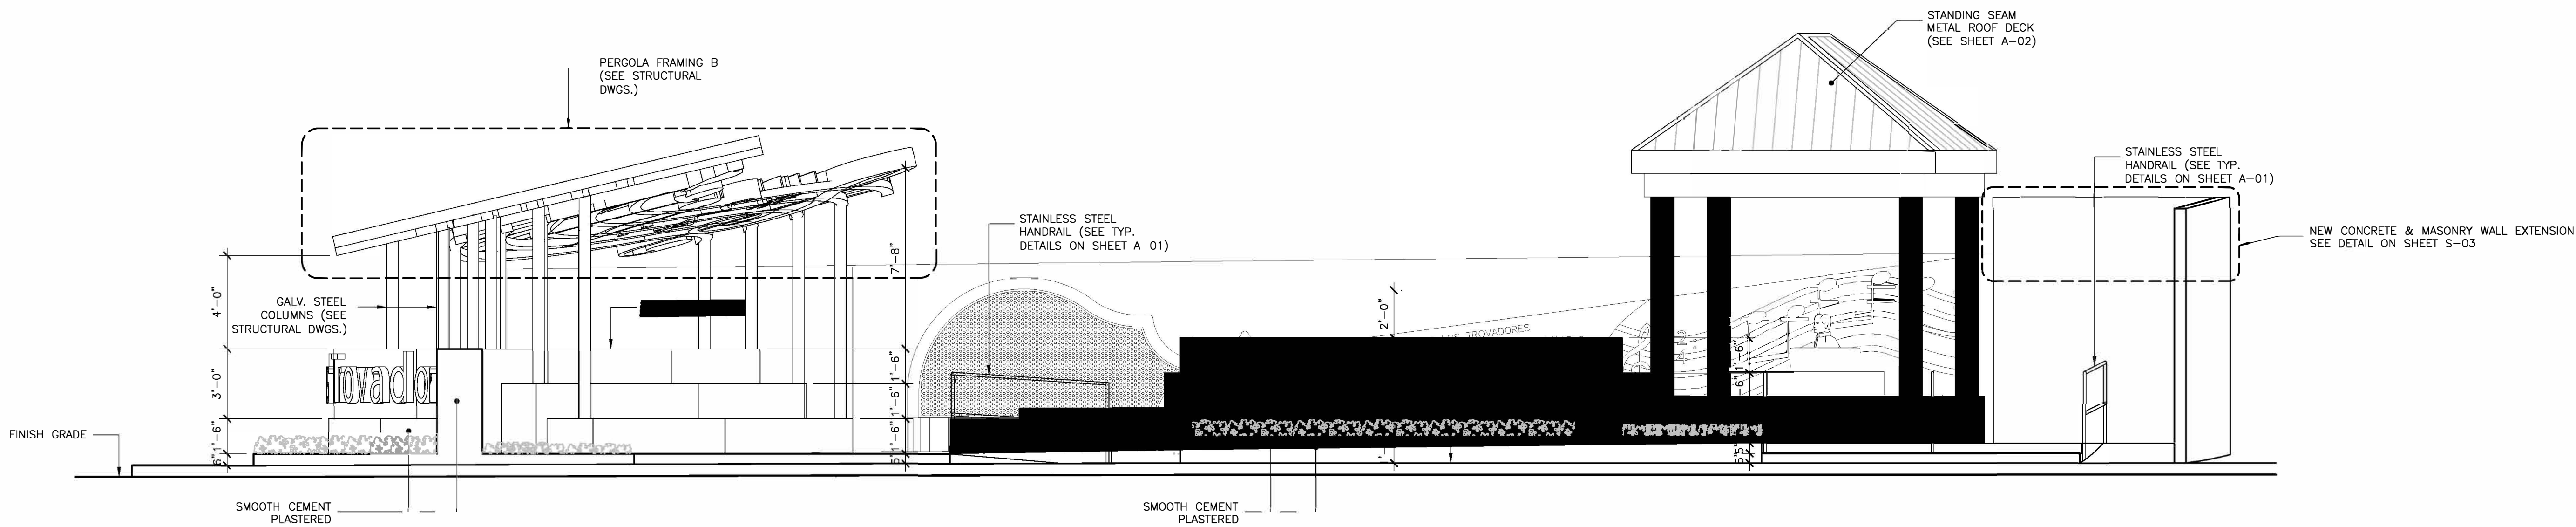 STANDING SEAM
METAL ROOF DECK
(SEE SHEET A-02)
PERGOLA FRAMING B
(SEE STRUCTURAL
DWGS.)
STAINLESS STEEL
HANDRAIL (SEE TYP.
DETAILS ON SHEET A-01)
STAINLESS STEEL
HANDRAIL (SEE TYP.
DETAILS ON SHEET A-01)
NEW CONCRETE & MASONRY WALL EXTENSION
SEE DETAIL ON SHEET S-03
7'-8"
4'-0"
GALV. STEEL
COLUMNS (SEE
STRUCTURAL DWGS.)
2'-0"
LOS TROVADORES
2
4
1'-6"
1'-6"
3'-0"
trovador
1'-6"
-6"
1'-6"
1'-6"
6"
FINISH GRADE
SMOOTH CEMENT
PLASTERED
SMOOTH CEMENT
PLASTERED